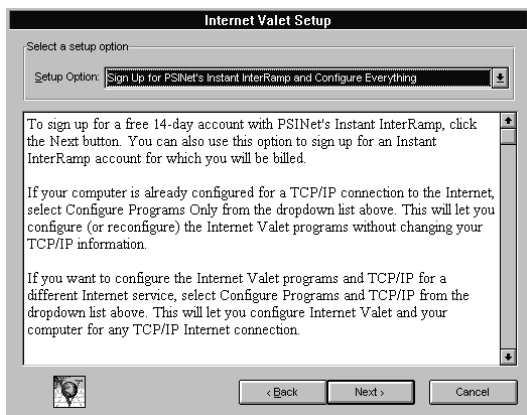 Internet Valet Setup
Select a setup option
Setup Option: Sign Up for PSINet's Instant InterRamp and Configure Everything
To sign up for a free 14-day account with PSINet's Instant InterRamp, click
the Next button. You can also use this option to sign up for an Instant
InterRamp account for which you will be billed.
If your computer is already configured for a TCP/IP connection to the Internet,
select Configure Programs Only from the dropdown list above. This will let you
configure (or reconfigure) the Internet Valet programs without changing your
TCP/IP information.
If you want to configure the Internet Valet programs and TCP/IP for a
different Internet service, select Configure Programs and TCP/IP from the
dropdown list above. This will let you configure Internet Valet and your
computer for any TCP/IP Internet connection.
< Back Next > Cancel